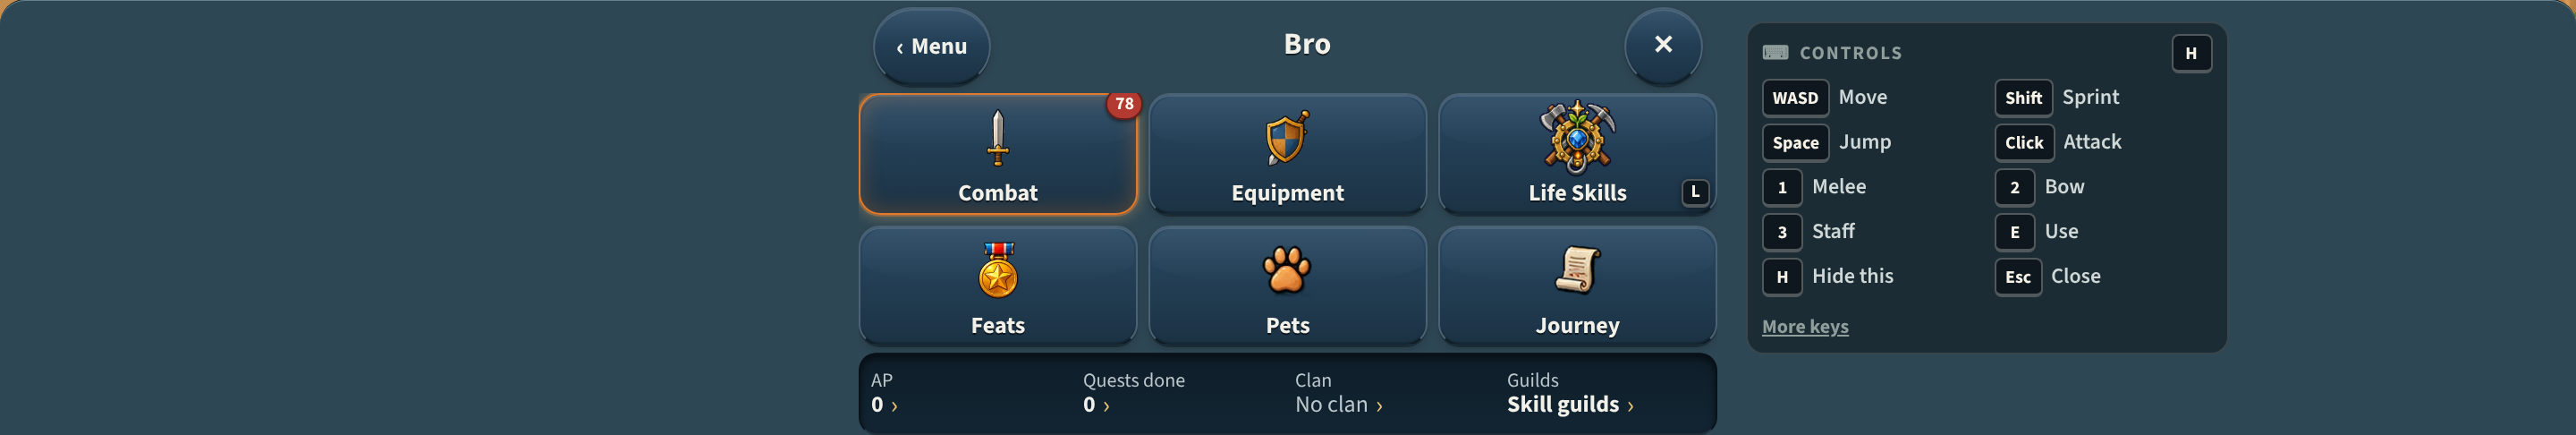 ‹ Menu
Bro
✕
78
Combat
Equipment
Life Skills
L
Feats
Pets
Journey
AP
0 ›
Quests done
0 ›
Clan
No clan ›
Guilds
Skill guilds ›
CONTROLS
H
WASD Move
Shift Sprint
Space Jump
Click Attack
1 Melee
2 Bow
3 Staff
E Use
H Hide this
Esc Close
More keys